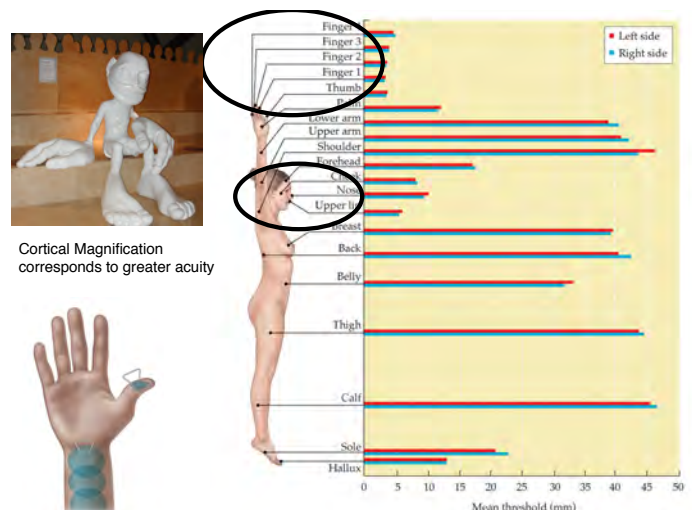 Finger 4
Finger 3
Finger 2
Finger 1
Thumb
Palm
Lower arm
Upper arm
Shoulder
Forehead
Cheek
Nose
Upper lip
Breast
Back
Belly
Thigh
Calf
Sole
Hallux
Left side
Right side
0 5 10 15 20 25 30 35 40 45 50
Mean threshold (mm)
Cortical Magnification
corresponds to greater acuity